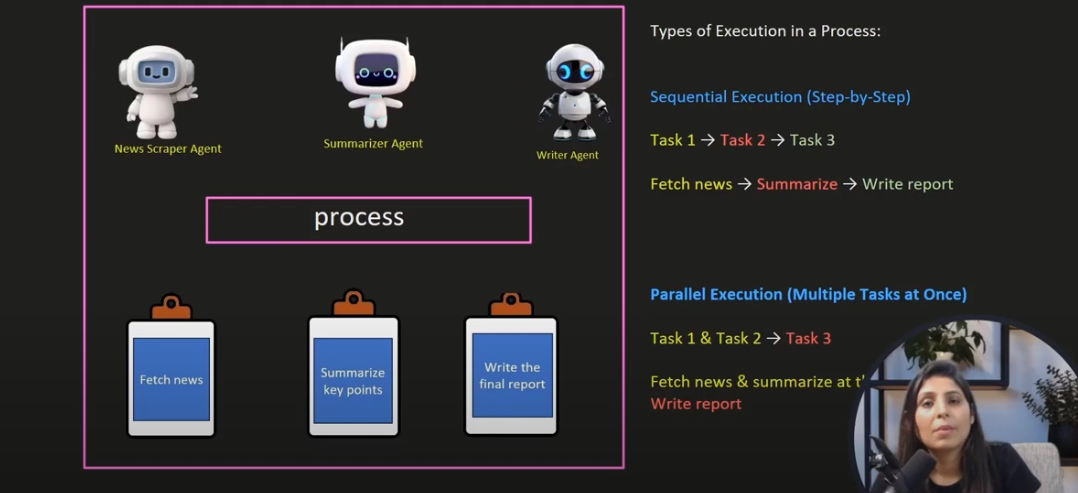 News Scraper Agent
Summarizer Agent
Writer Agent
process
Fetch news
Summarize
key points
Write the
final report
Types of Execution in a Process:
Sequential Execution (Step-by-Step)
Task 1 → Task 2 → Task 3
Fetch news → Summarize → Write report
Parallel Execution (Multiple Tasks at Once)
Task 1 & Task 2 → Task 3
Fetch news & summarize at
Write report